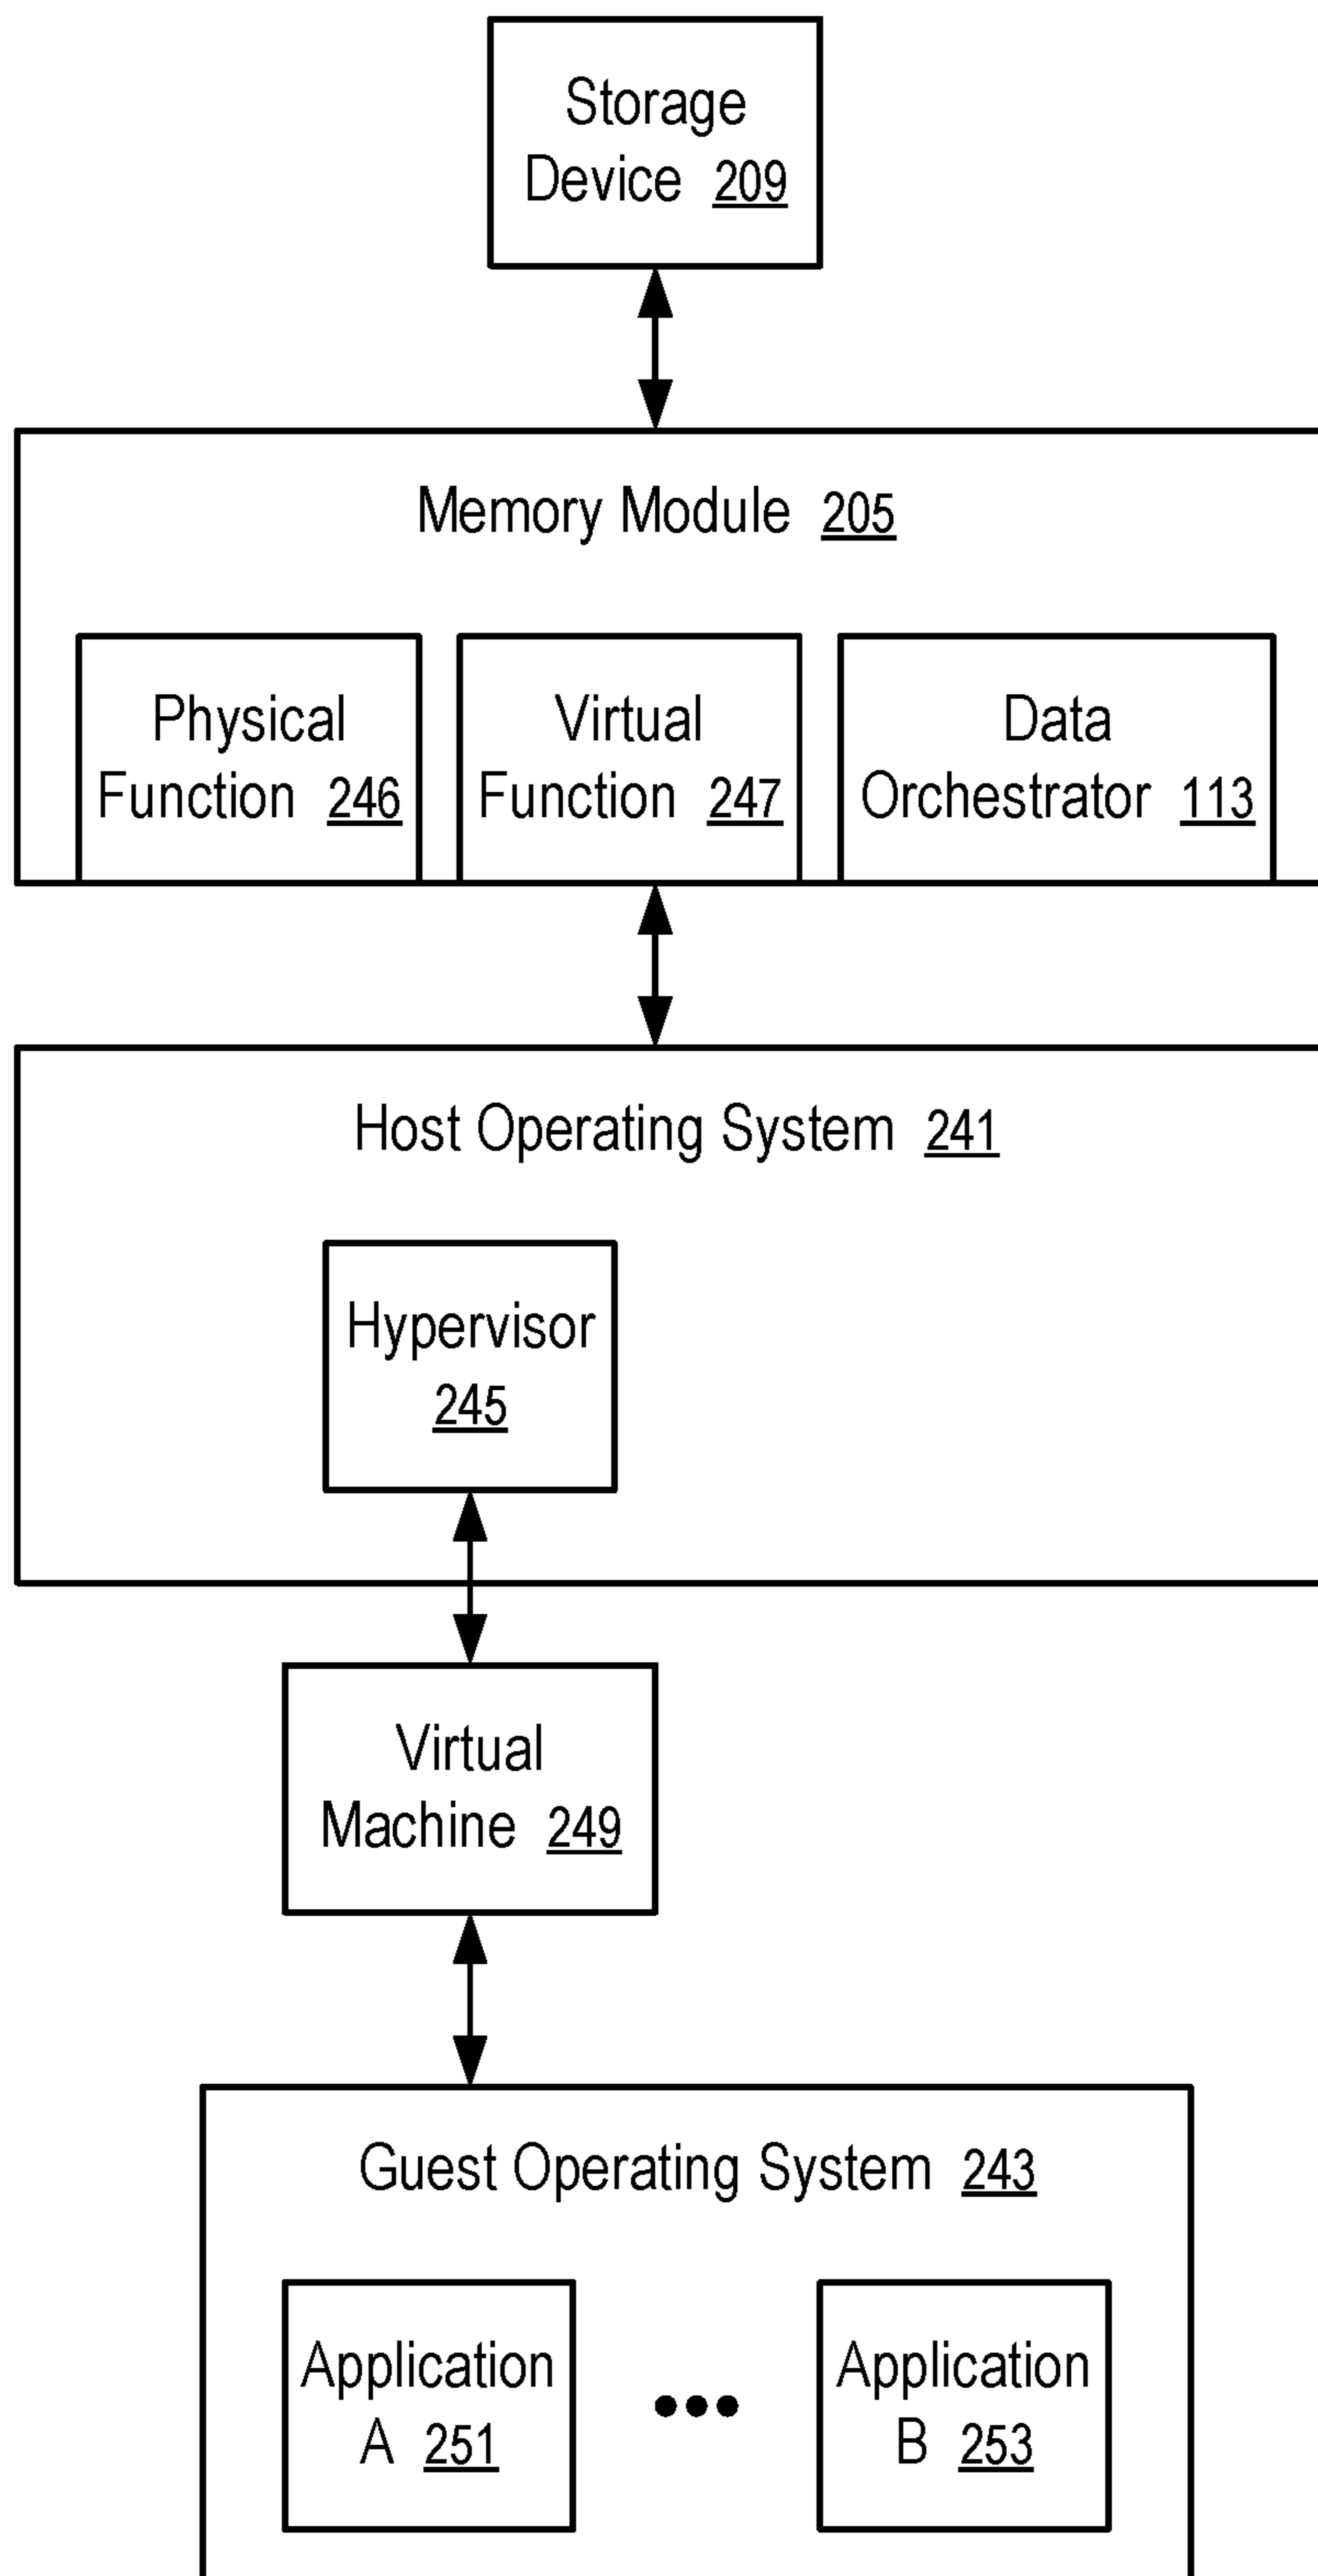 Storage
Device 209
Memory Module 205
Physical
Function 246
Virtual
Function 247
Data
Orchestrator 113
Host Operating System 241
Hypervisor
245
Virtual
Machine 249
Guest Operating System 243
Application
A 251
Application
B 253